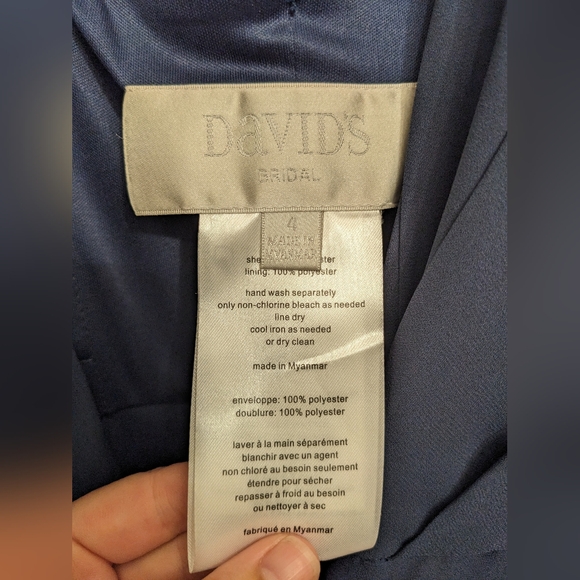 DaVID'S
BRIDAL
4
MADE IN
MYANMAR
she ter
lining: 100% polyester
hand wash separately
only non-chlorine bleach as needed
line dry
cool iron as needed
or dry clean
made in Myanmar
enveloppe: 100% polyester
doublure: 100% polyester
laver à la main séparément
blanchir avec un agent
non chloré au besoin seulement
étendre pour sécher
repasser à froid au besoin
ou nettoyer à sec
fabriqué en Myanmar